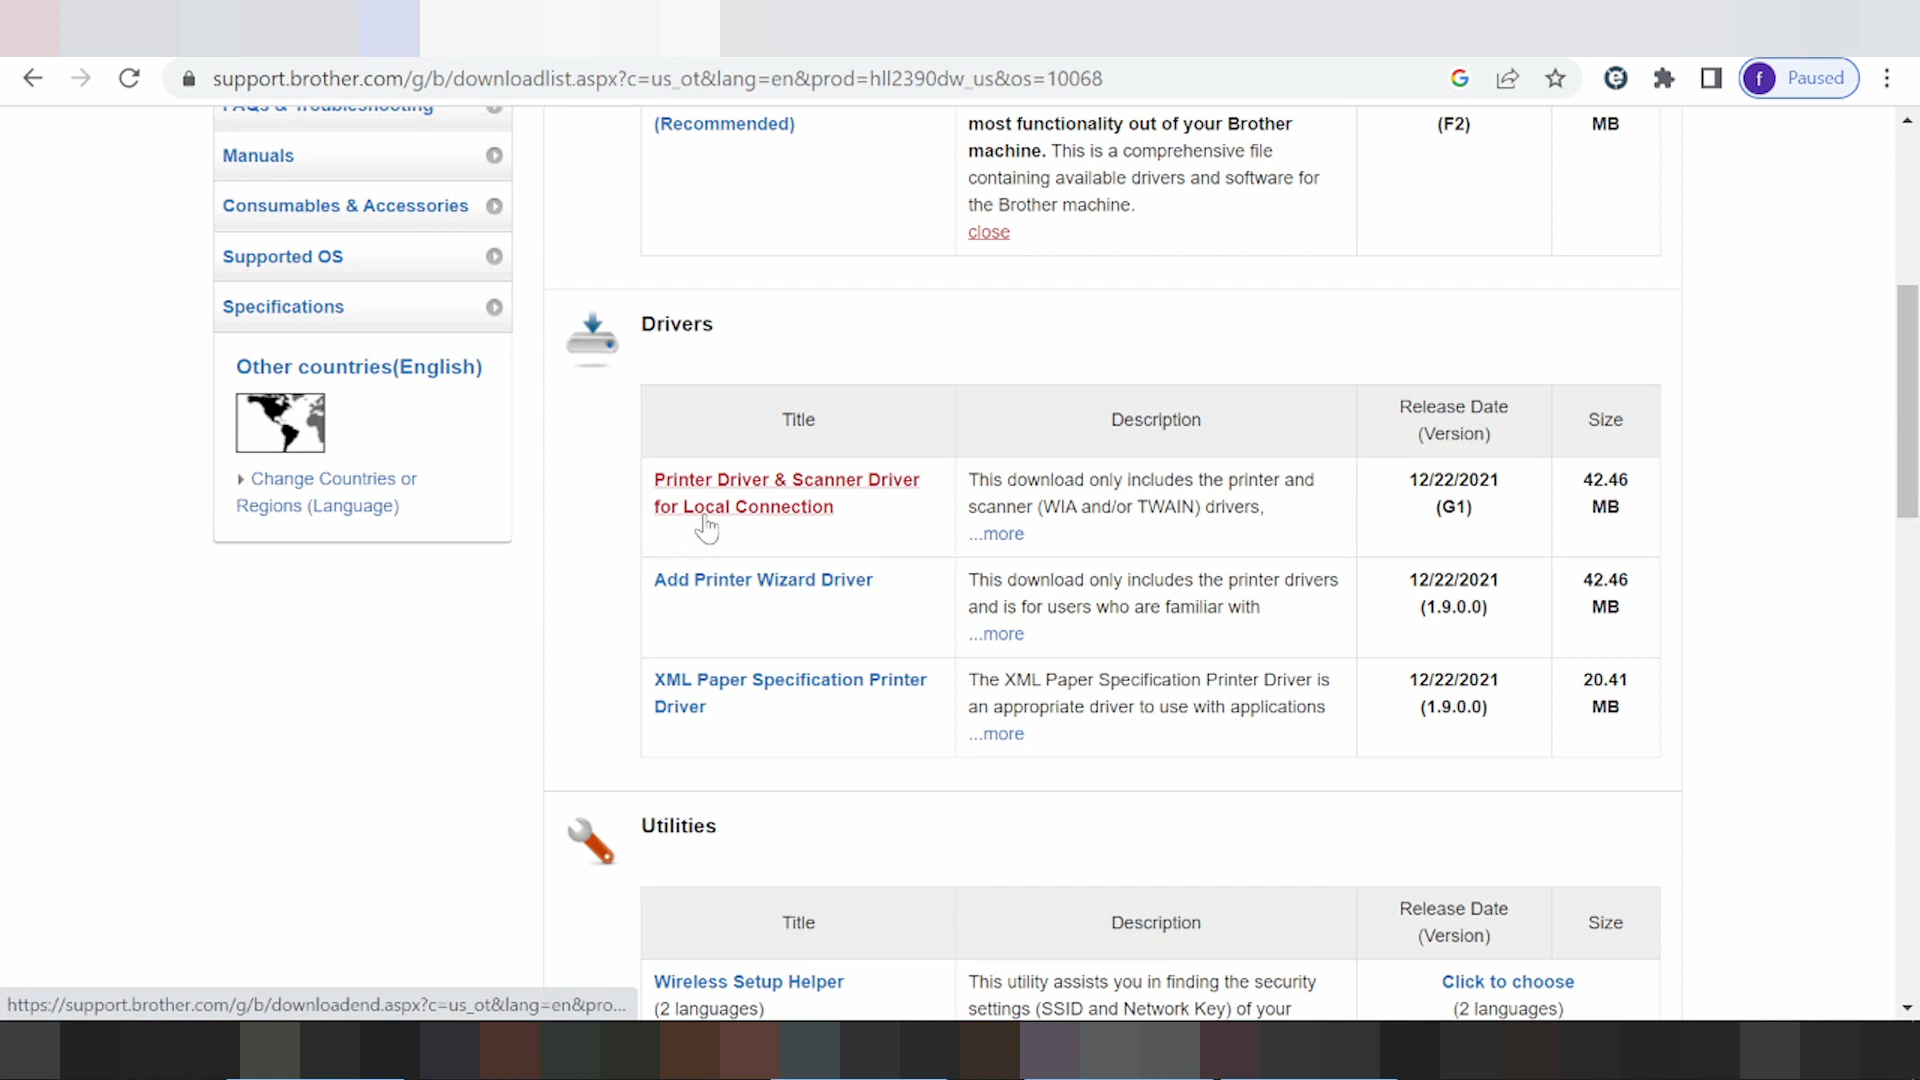 support.brother.com/g/b/downloadlist.aspx?c=us_ot&lang=en&prod=hll2390dw_us&os=10068
f Paused
FAQs & Troubleshooting
Manuals
Consumables & Accessories
Supported OS
Specifications
Other countries(English)
Change Countries or
Regions (Language)
(Recommended)
most functionality out of your Brother
machine. This is a comprehensive file
containing available drivers and software for
the Brother machine.
close
(F2)
MB
Drivers
Title
Description
Release Date
(Version)
Size
Printer Driver & Scanner Driver
for Local Connection
This download only includes the printer and
scanner (WIA and/or TWAIN) drivers,
...more
12/22/2021
(G1)
42.46
MB
Add Printer Wizard Driver
This download only includes the printer drivers
and is for users who are familiar with
...more
12/22/2021
(1.9.0.0)
42.46
MB
XML Paper Specification Printer
Driver
The XML Paper Specification Printer Driver is
an appropriate driver to use with applications
...more
12/22/2021
(1.9.0.0)
20.41
MB
Utilities
Title
Description
Release Date
(Version)
Size
Wireless Setup Helper
(2 languages)
This utility assists you in finding the security
settings (SSID and Network Key) of your
Click to choose
(2 languages)
https://support.brother.com/g/b/downloadend.aspx?c=us_ot&lang=en&pro...